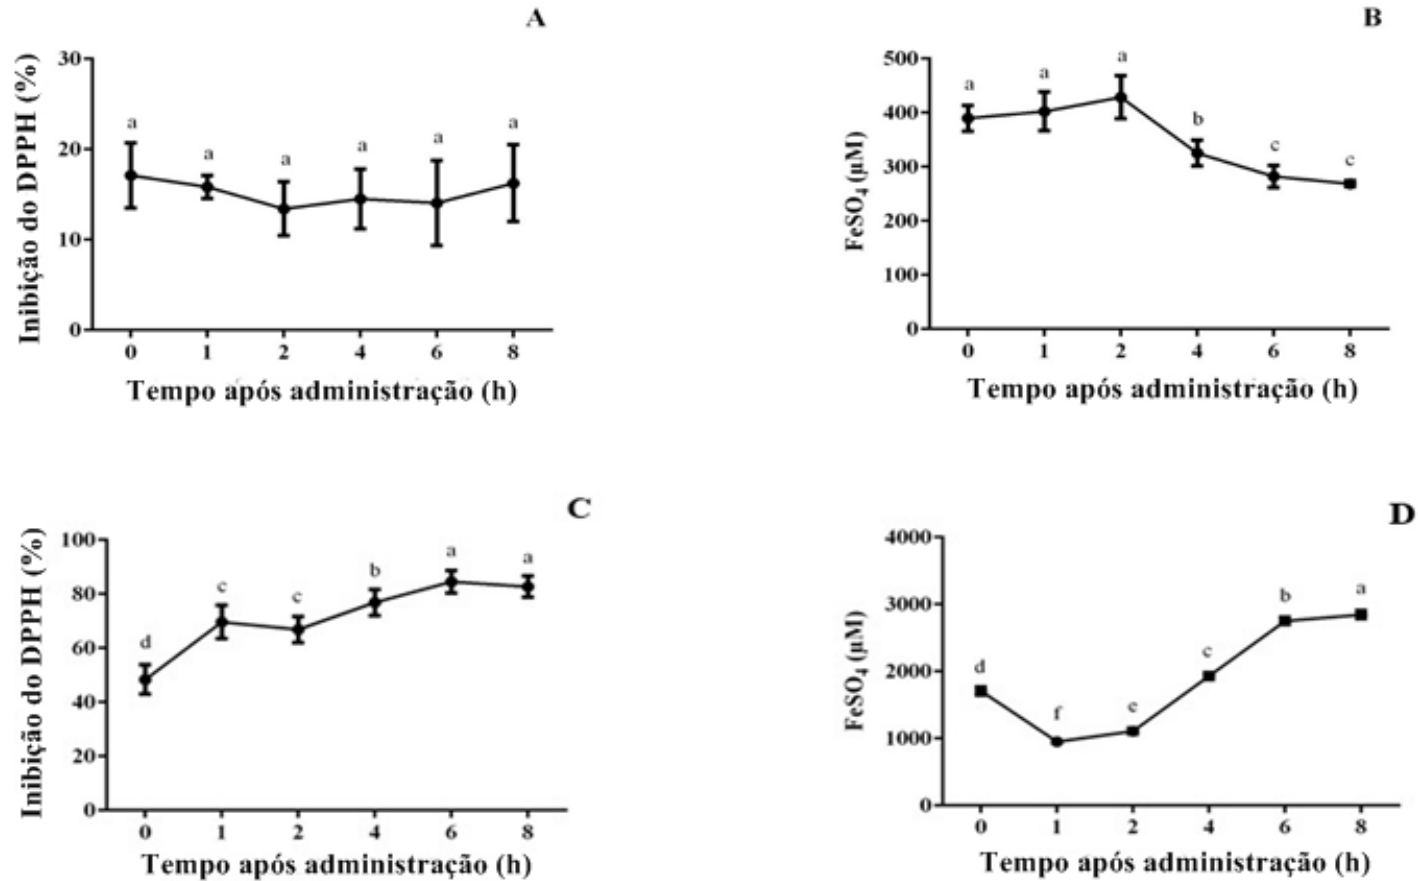 A
Inibição do DPPH (%)
30
20
10
0
a a a a a a
0 1 2 4 6 8
Tempo após administração (h)
B
FeSO4 (µM)
500
400
300
200
100
0
a a a b c c
0 1 2 4 6 8
Tempo após administração (h)
C
Inibição do DPPH (%)
100
80
60
40
20
0
d c c b a a
0 1 2 4 6 8
Tempo após administração (h)
D
FeSO4 (µM)
4000
3000
2000
1000
0
d f e c b a
0 1 2 4 6 8
Tempo após administração (h)